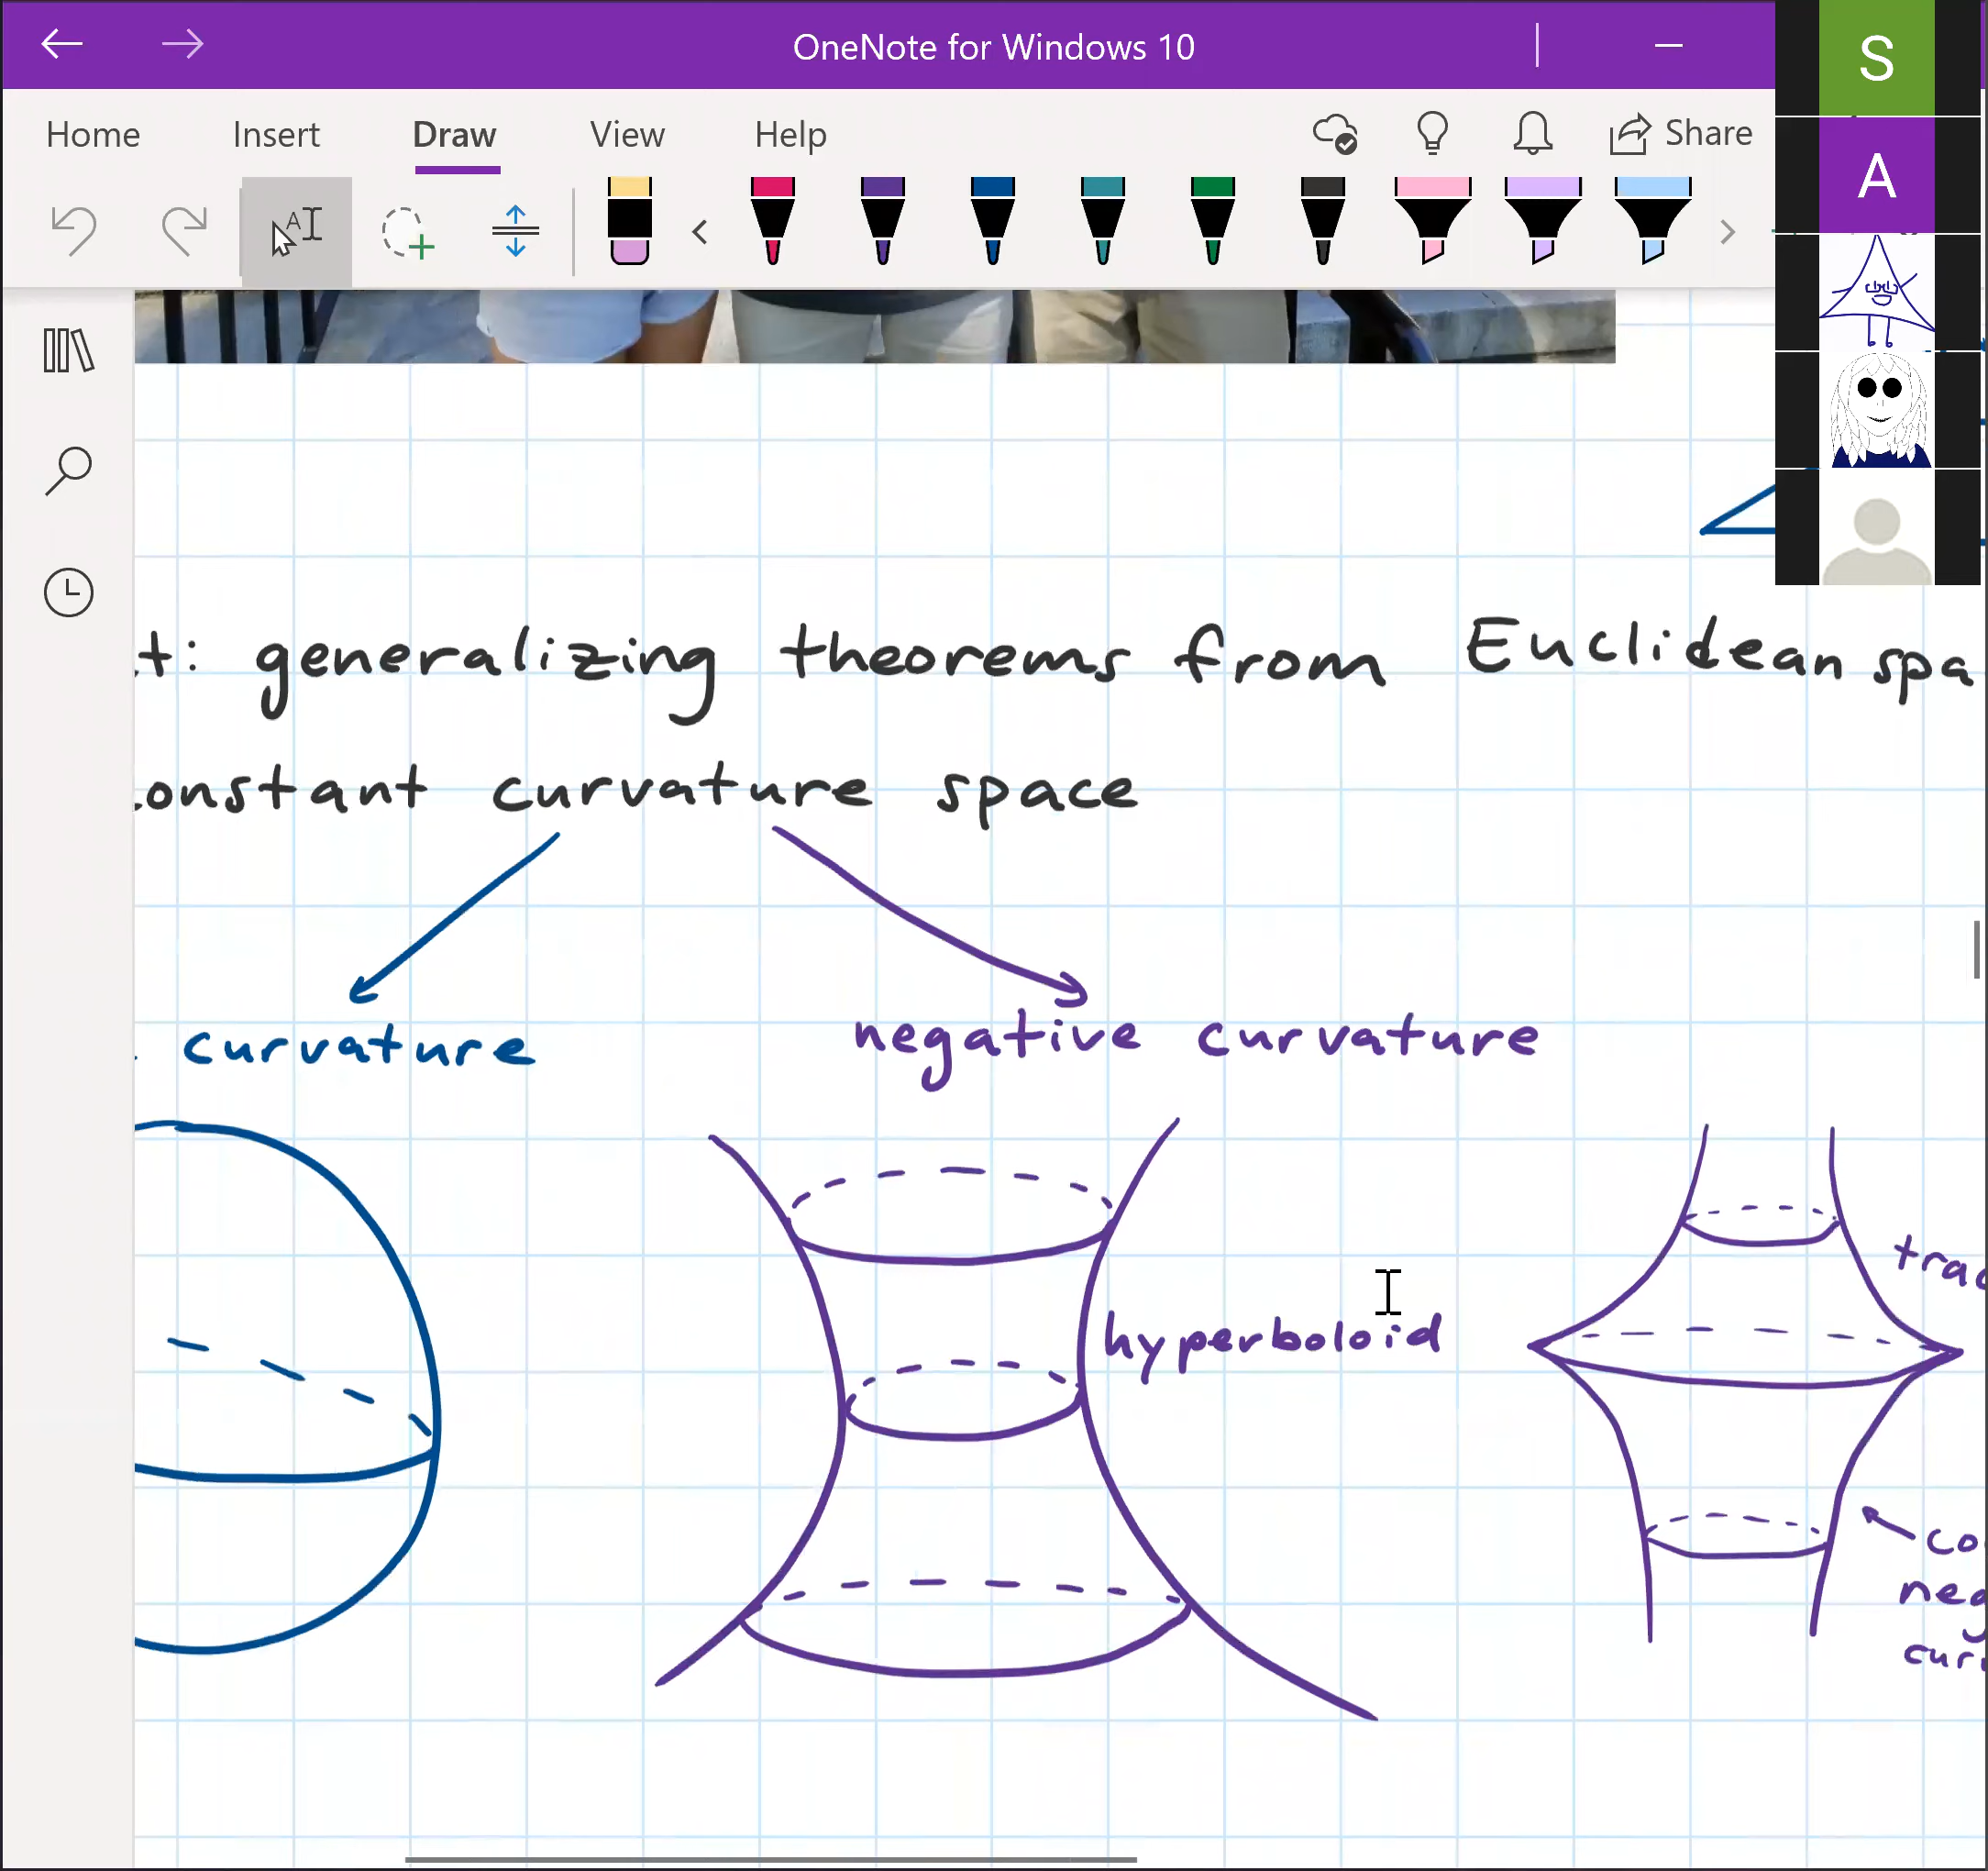 OneNote for Windows 10
S
Home Insert Draw View Help Share
A
t: generalizing theorems from Euclidean spa
onstant curvature space
curvature
negative curvature
trac
hyperboloid
co
neg
cur